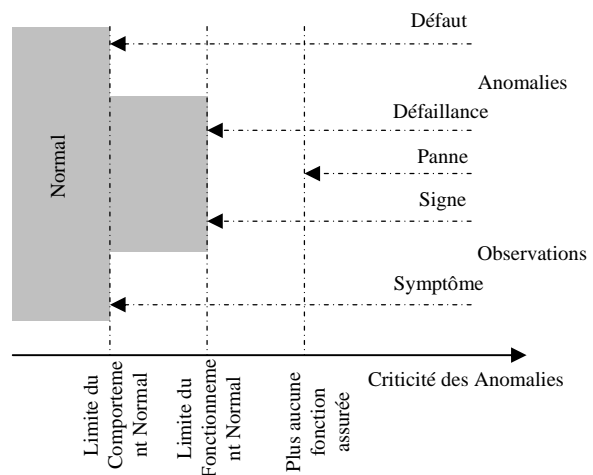 Défaut
Anomalies
Défaillance
Panne
Signe
Observations
Symptôme
Normal
Criticité des Anomalies
Limite du
Comporteme
nt Normal
Limite du
Fonctionneme
nt Normal
Plus aucune
fonction
assurée